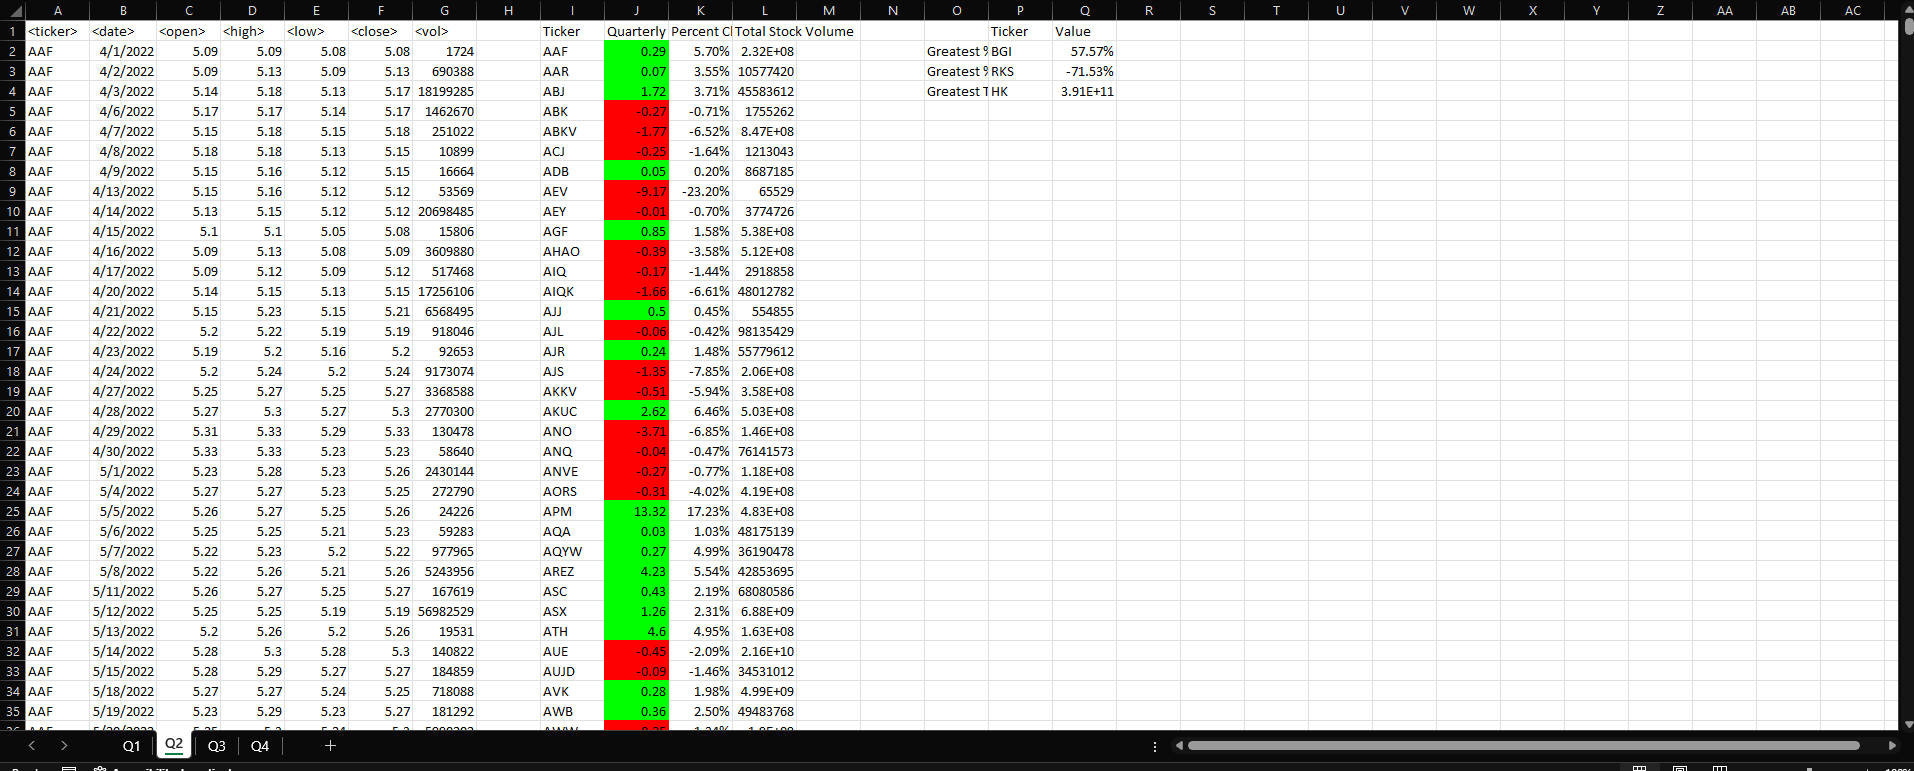 A B C D E F G H I J K L M N O P Q R S T U V W X Y Z AA AB AC
1 <ticker> <date> <open> <high> <low> <close> <vol> Ticker Quarterly Percent Cl Total Stock Volume Ticker Value
2 AAF 4/1/2022 5.09 5.09 5.08 5.08 1724 AAF 0.29 5.70% 2.32E+08 Greatest % BGI 57.57%
3 AAF 4/2/2022 5.09 5.13 5.09 5.13 690388 AAR 0.07 3.55% 10577420 Greatest % RKS -71.53%
4 AAF 4/3/2022 5.14 5.18 5.13 5.17 18199285 ABJ 1.72 3.71% 45583612 Greatest T HK 3.91E+11
5 AAF 4/6/2022 5.17 5.17 5.14 5.17 1462670 ABK -0.27 -0.71% 1755262
6 AAF 4/7/2022 5.15 5.18 5.15 5.18 251022 ABKV -1.77 -6.52% 8.47E+08
7 AAF 4/8/2022 5.18 5.18 5.13 5.15 10899 ACJ -0.25 -1.64% 1213043
8 AAF 4/9/2022 5.15 5.16 5.12 5.15 16664 ADB 0.05 0.20% 8687185
9 AAF 4/13/2022 5.15 5.16 5.12 5.12 53569 AEV -9.17 -23.20% 65529
10 AAF 4/14/2022 5.13 5.15 5.12 5.12 20698485 AEY -0.01 -0.70% 3774726
11 AAF 4/15/2022 5.1 5.1 5.05 5.08 15806 AGF 0.85 1.58% 5.38E+08
12 AAF 4/16/2022 5.09 5.13 5.08 5.09 3609880 AHAO -0.39 -3.58% 5.12E+08
13 AAF 4/17/2022 5.09 5.12 5.09 5.12 517468 AIQ -0.17 -1.44% 2918858
14 AAF 4/20/2022 5.14 5.15 5.13 5.15 17256106 AIQK -1.66 -6.61% 48012782
15 AAF 4/21/2022 5.15 5.23 5.15 5.21 6568495 AJJ 0.5 0.45% 554855
16 AAF 4/22/2022 5.2 5.22 5.19 5.19 918046 AJL -0.06 -0.42% 98135429
17 AAF 4/23/2022 5.19 5.2 5.16 5.2 92653 AJR 0.24 1.48% 55779612
18 AAF 4/24/2022 5.2 5.24 5.2 5.24 9173074 AJS -1.35 -7.85% 2.06E+08
19 AAF 4/27/2022 5.25 5.27 5.25 5.27 3368588 AKKV -0.51 -5.94% 3.58E+08
20 AAF 4/28/2022 5.27 5.3 5.27 5.3 2770300 AKUC 2.62 6.46% 5.03E+08
21 AAF 4/29/2022 5.31 5.33 5.29 5.33 130478 ANO -3.71 -6.85% 1.46E+08
22 AAF 4/30/2022 5.33 5.33 5.23 5.23 58640 ANQ -0.04 -0.47% 76141573
23 AAF 5/1/2022 5.23 5.28 5.23 5.26 2430144 ANVE -0.27 -0.77% 1.18E+08
24 AAF 5/4/2022 5.27 5.27 5.23 5.25 272790 AORS -0.31 -4.02% 4.19E+08
25 AAF 5/5/2022 5.26 5.27 5.25 5.26 24226 APM 13.32 17.23% 4.83E+08
26 AAF 5/6/2022 5.25 5.25 5.21 5.23 59283 AQA 0.03 1.03% 48175139
27 AAF 5/7/2022 5.22 5.23 5.2 5.22 977965 AQYW 0.27 4.99% 36190478
28 AAF 5/8/2022 5.22 5.26 5.21 5.26 5243956 AREZ 4.23 5.54% 42853695
29 AAF 5/11/2022 5.26 5.27 5.25 5.27 167619 ASC 0.43 2.19% 68080586
30 AAF 5/12/2022 5.25 5.25 5.19 5.19 56982529 ASX 1.26 2.31% 6.88E+09
31 AAF 5/13/2022 5.2 5.26 5.2 5.26 19531 ATH 4.6 4.95% 1.63E+08
32 AAF 5/14/2022 5.28 5.3 5.28 5.3 140822 AUE -0.45 -2.09% 2.16E+10
33 AAF 5/15/2022 5.28 5.29 5.27 5.27 184859 AUJD -0.09 -1.46% 34531012
34 AAF 5/18/2022 5.27 5.27 5.24 5.25 718088 AVK 0.28 1.98% 4.99E+09
35 AAF 5/19/2022 5.23 5.29 5.23 5.27 181292 AWB 0.36 2.50% 49483768
Q1 Q2 Q3 Q4